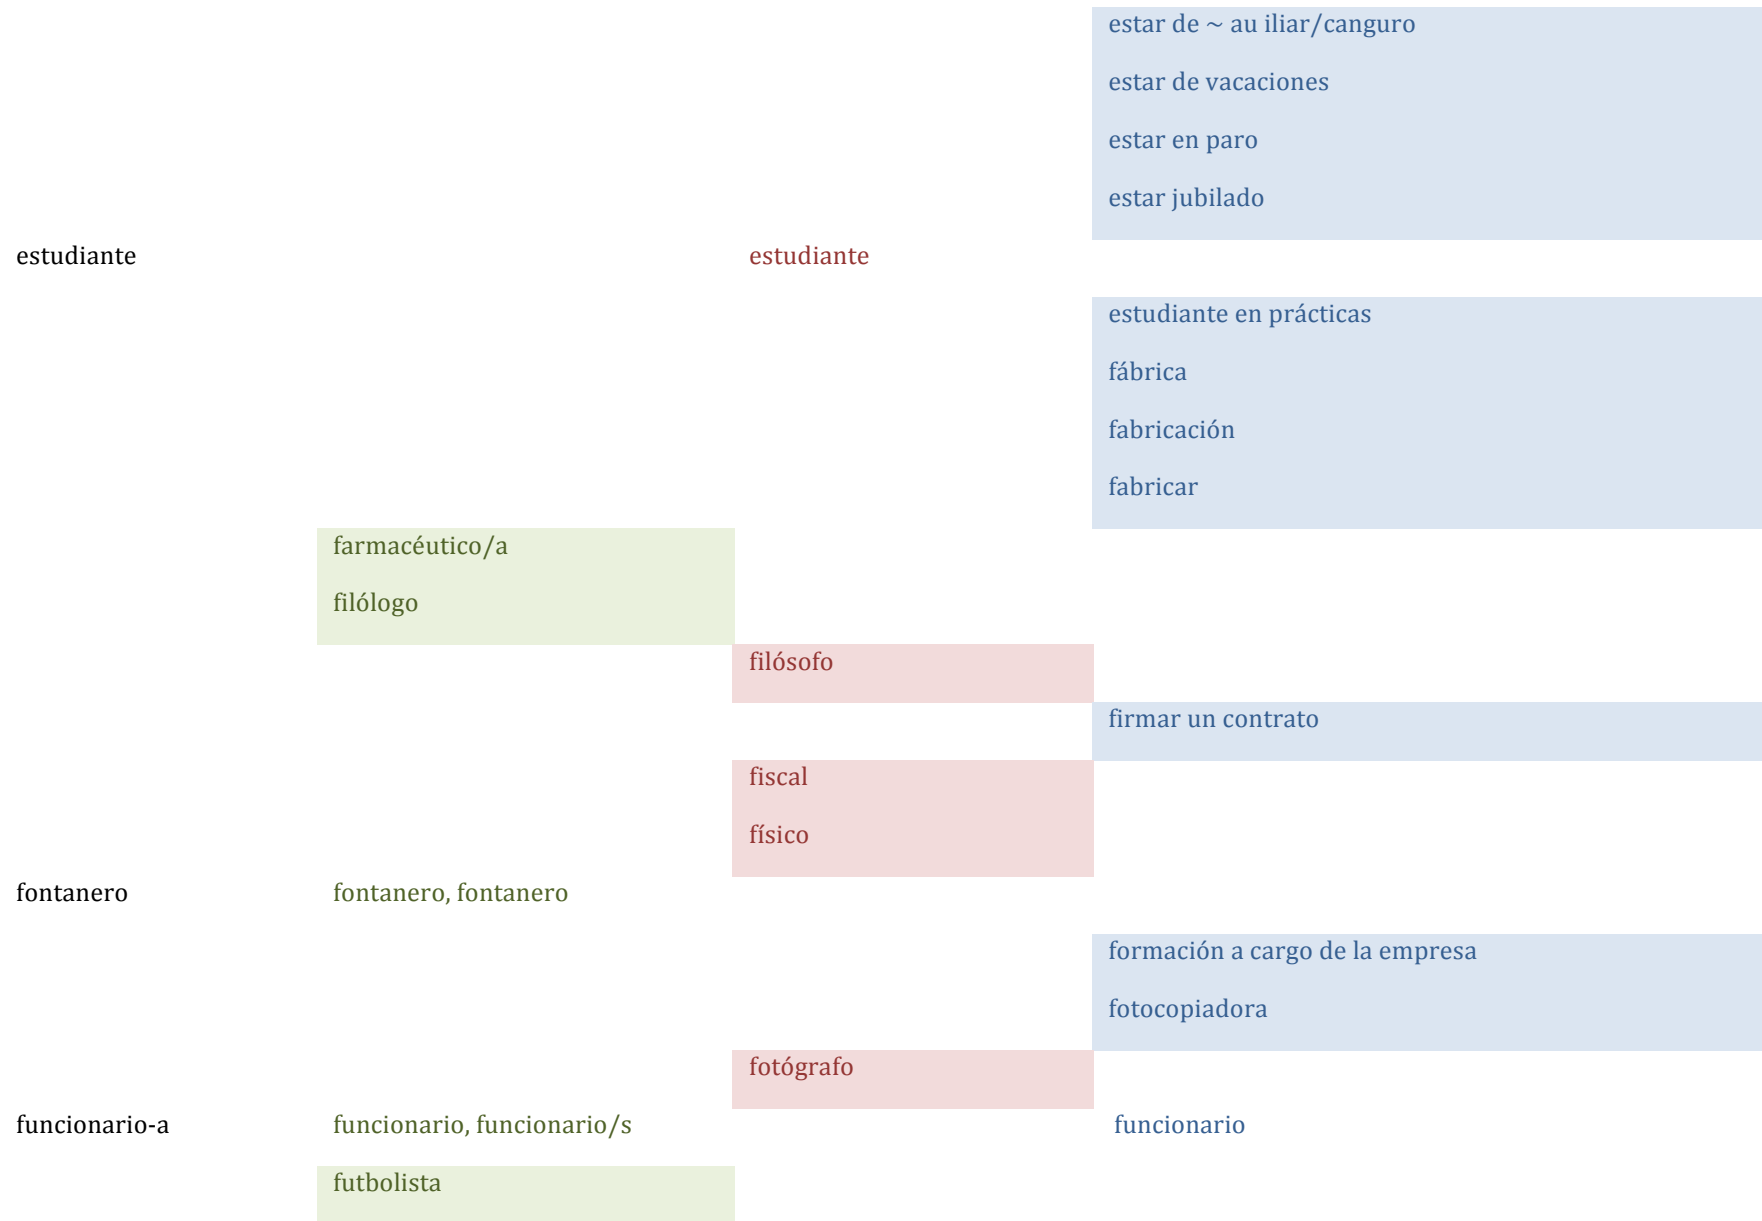 estar de ~ au iliar/canguro
estar de vacaciones
estar en paro
estar jubilado
estudiante estudiante
estudiante en prácticas
fábrica
fabricación
fabricar
farmacéutico/a
filólogo
filósofo
firmar un contrato
fiscal
físico
fontanero fontanero, fontanero
formación a cargo de la empresa
fotocopiadora
fotógrafo
funcionario-a funcionario, funcionario/s funcionario
futbolista